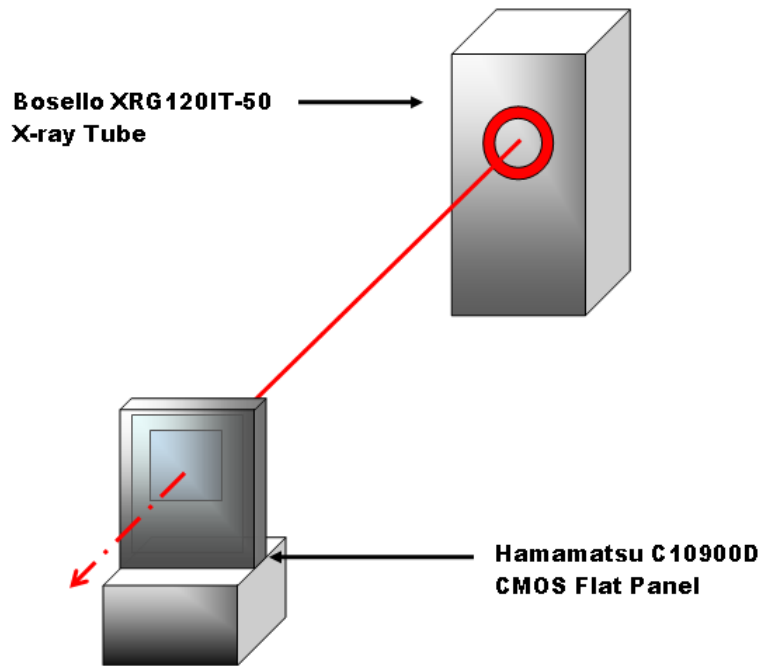 Bosello XRG120IT-50
X-ray Tube
Hamamatsu C10900D
CMOS Flat Panel